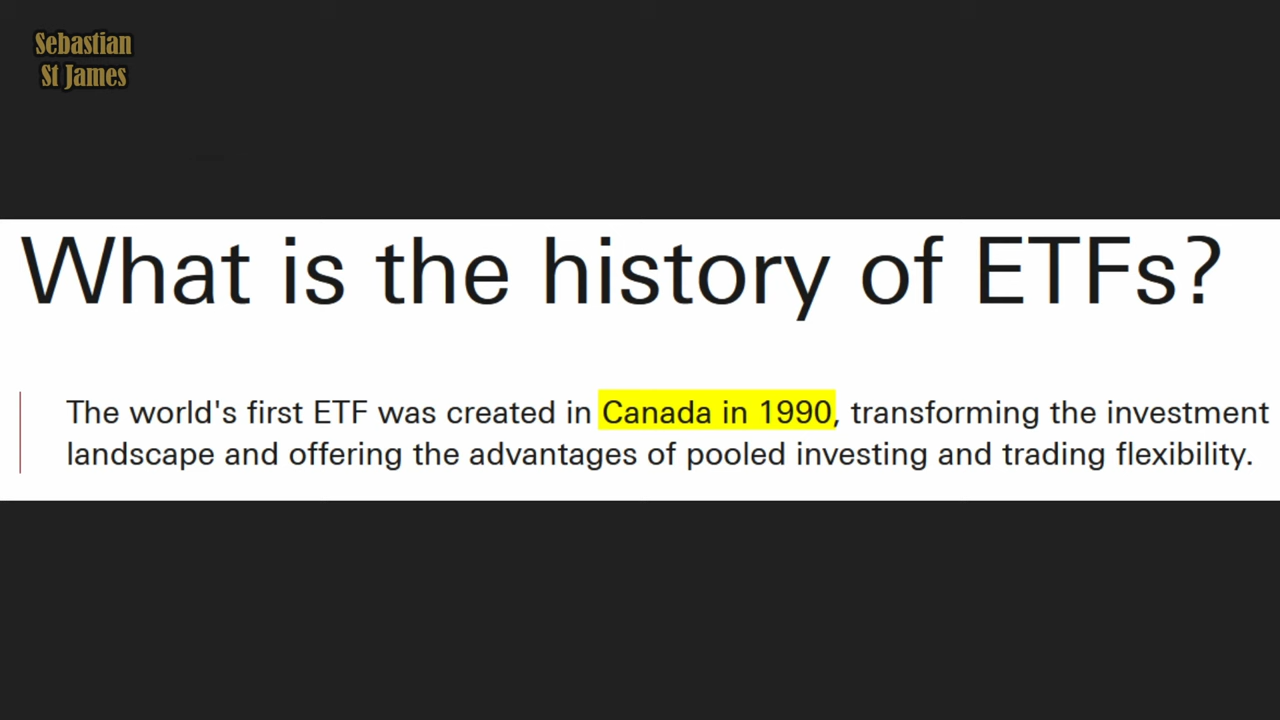 Sebastian
St James
What is the history of ETFs?
The world's first ETF was created in Canada in 1990, transforming the investment
landscape and offering the advantages of pooled investing and trading flexibility.